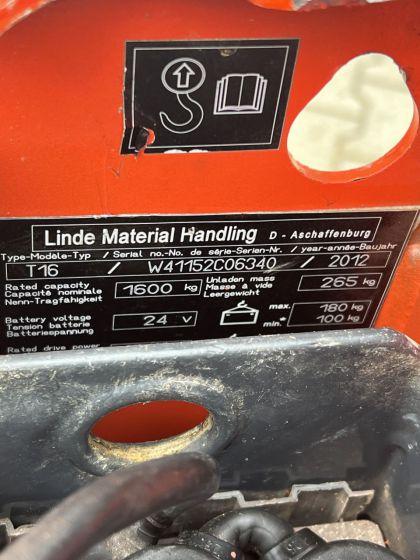 Linde Material Handling D - Aschaffenburg
Type-Modèle-Typ / Serial no.-No. de série-Serien-Nr. / year-année-Baujahr
T16 / W41152C06340 / 2012
Rated capacity
Capacité nominale
Nenn-Tragfähigkeit
1600 kg
Unladen mass
Masse à vide
Leergewicht
265 kg
Battery voltage
Tension batterie
Batteriespannung
24 V
max. 180 kg
min.* 100 kg
Rated drive power